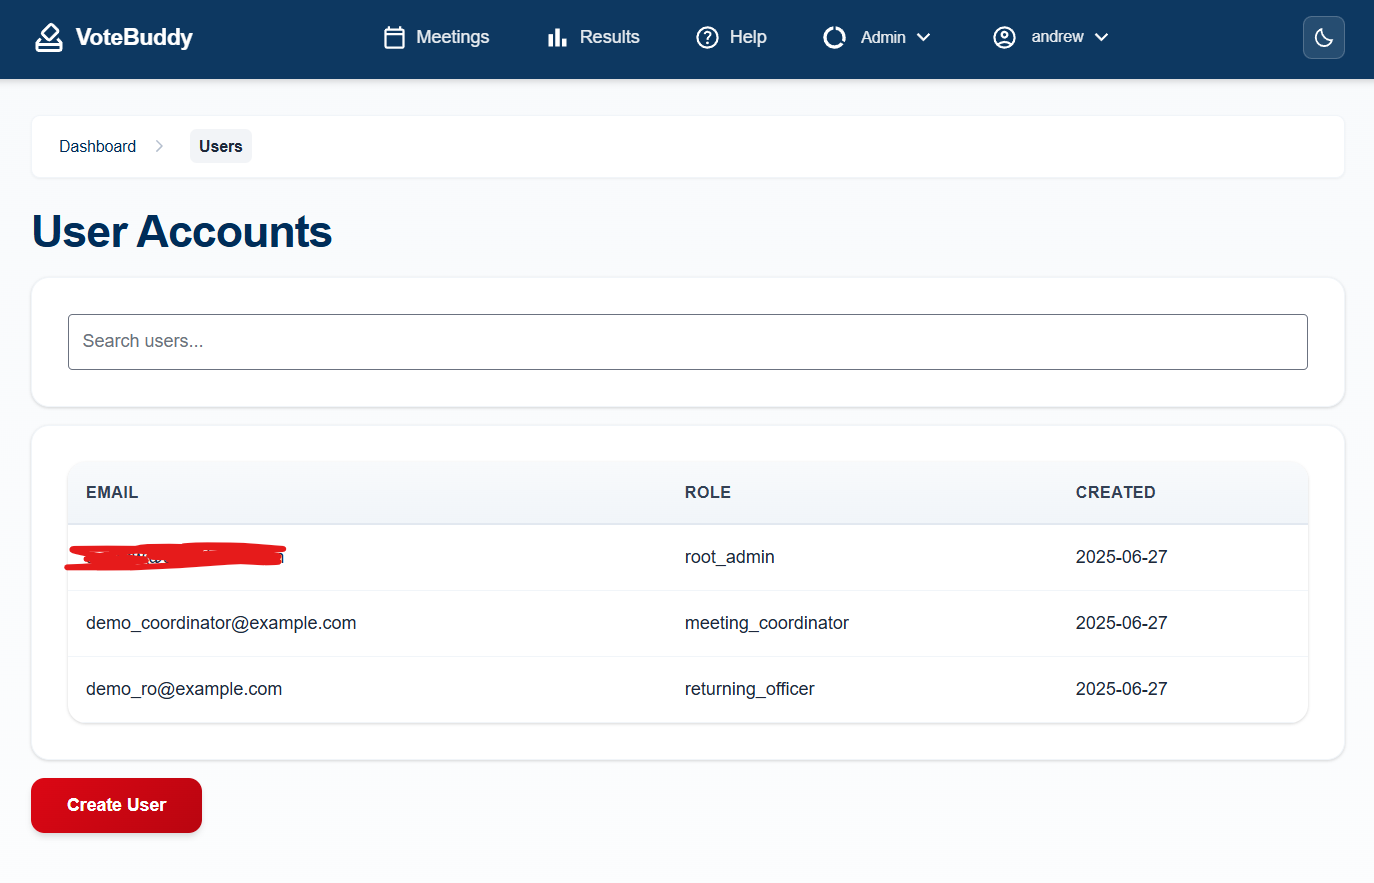 VoteBuddy
Meetings
Results
Help
Admin
andrew
Dashboard
Users
User Accounts
Search users...
EMAIL ROLE CREATED
root_admin 2025-06-27
demo_coordinator@example.com meeting_coordinator 2025-06-27
demo_ro@example.com returning_officer 2025-06-27
Create User